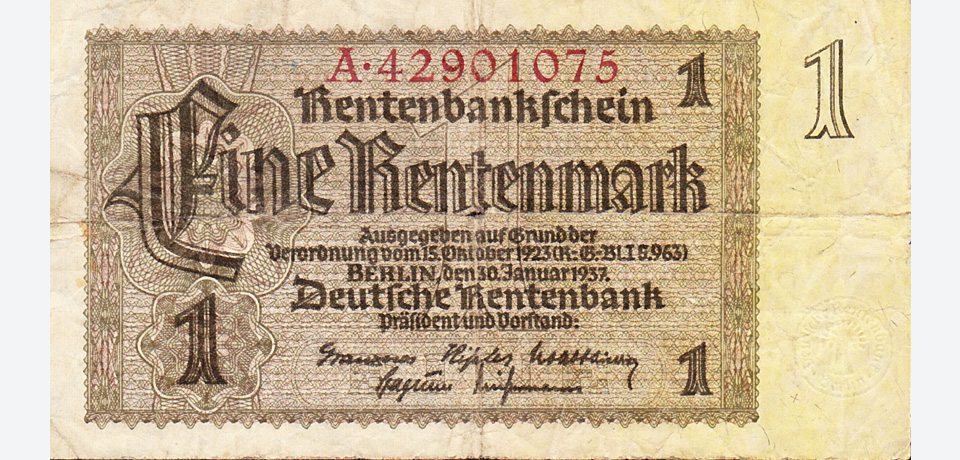 A·42901075
Rentenbankschein 1
1
Eine Rentenmark
Ausgegeben auf Grund der
Verordnung vom 15. Oktober 1923 (R:G·Bl I S.963)
BERLIN, den 30. Januar 1937.
Deutsche Rentenbank
Präsident und Vorstand:
1
1